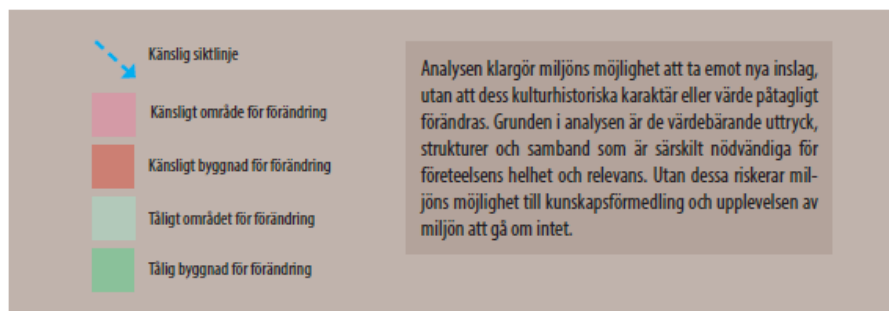 Känslig siktlinje
Känsligt område för förändring
Känsligt byggnad för förändring
Tåligt området för förändring
Tålig byggnad för förändring
Analysen klargör miljöns möjlighet att ta emot nya inslag,
utan att dess kulturhistoriska karaktär eller värde påtagligt
förändras. Grunden i analysen är de värdebärande uttryck,
strukturer och samband som är särskilt nödvändiga för
företeelsens helhet och relevans. Utan dessa riskerar mil-
jöns möjlighet till kunskapsförmedling och upplevelsen av
miljön att gå om intet.